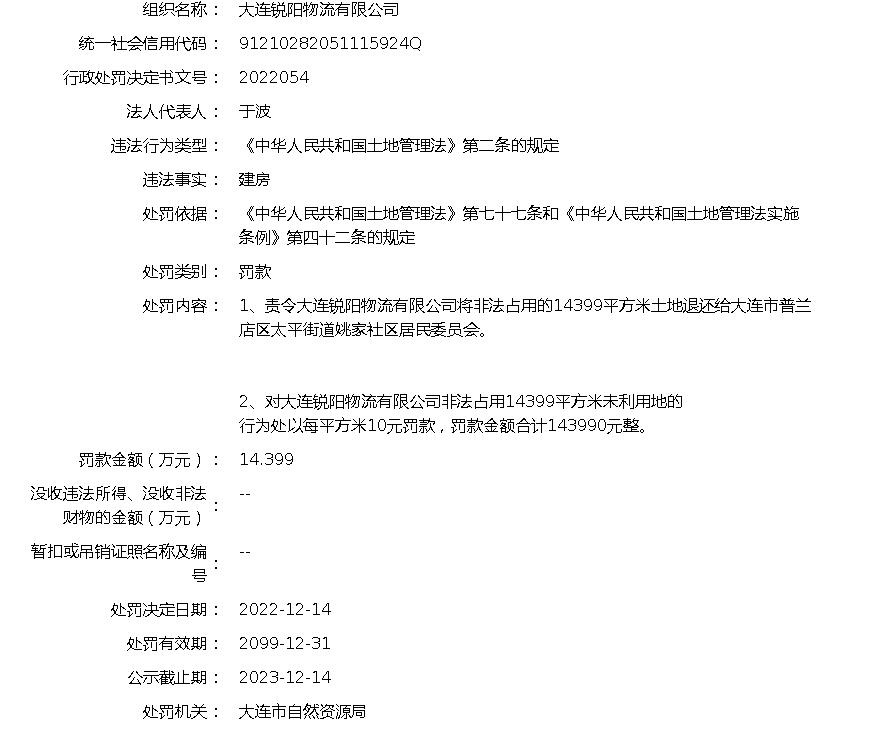 组织名称： 大连锐阳物流有限公司
统一社会信用代码： 91210282051115924Q
行政处罚决定书文号： 2022054
法人代表人： 于波
违法行为类型： 《中华人民共和国土地管理法》第二条的规定
违法事实： 建房
处罚依据： 《中华人民共和国土地管理法》第七十七条和《中华人民共和国土地管理法实施
条例》第四十二条的规定
处罚类别： 罚款
处罚内容： 1、责令大连锐阳物流有限公司将非法占用的14399平方米土地退还给大连市普兰
店区太平街道姚家社区居民委员会。
2、对大连锐阳物流有限公司非法占用14399平方米未利用地的
行为处以每平方米10元罚款，罚款金额合计143990元整。
罚款金额（万元）： 14.399
没收违法所得、没收非法
财物的金额（万元）： --
暂扣或吊销证照名称及编
号： --
处罚决定日期： 2022-12-14
处罚有效期： 2099-12-31
公示截止期： 2023-12-14
处罚机关： 大连市自然资源局